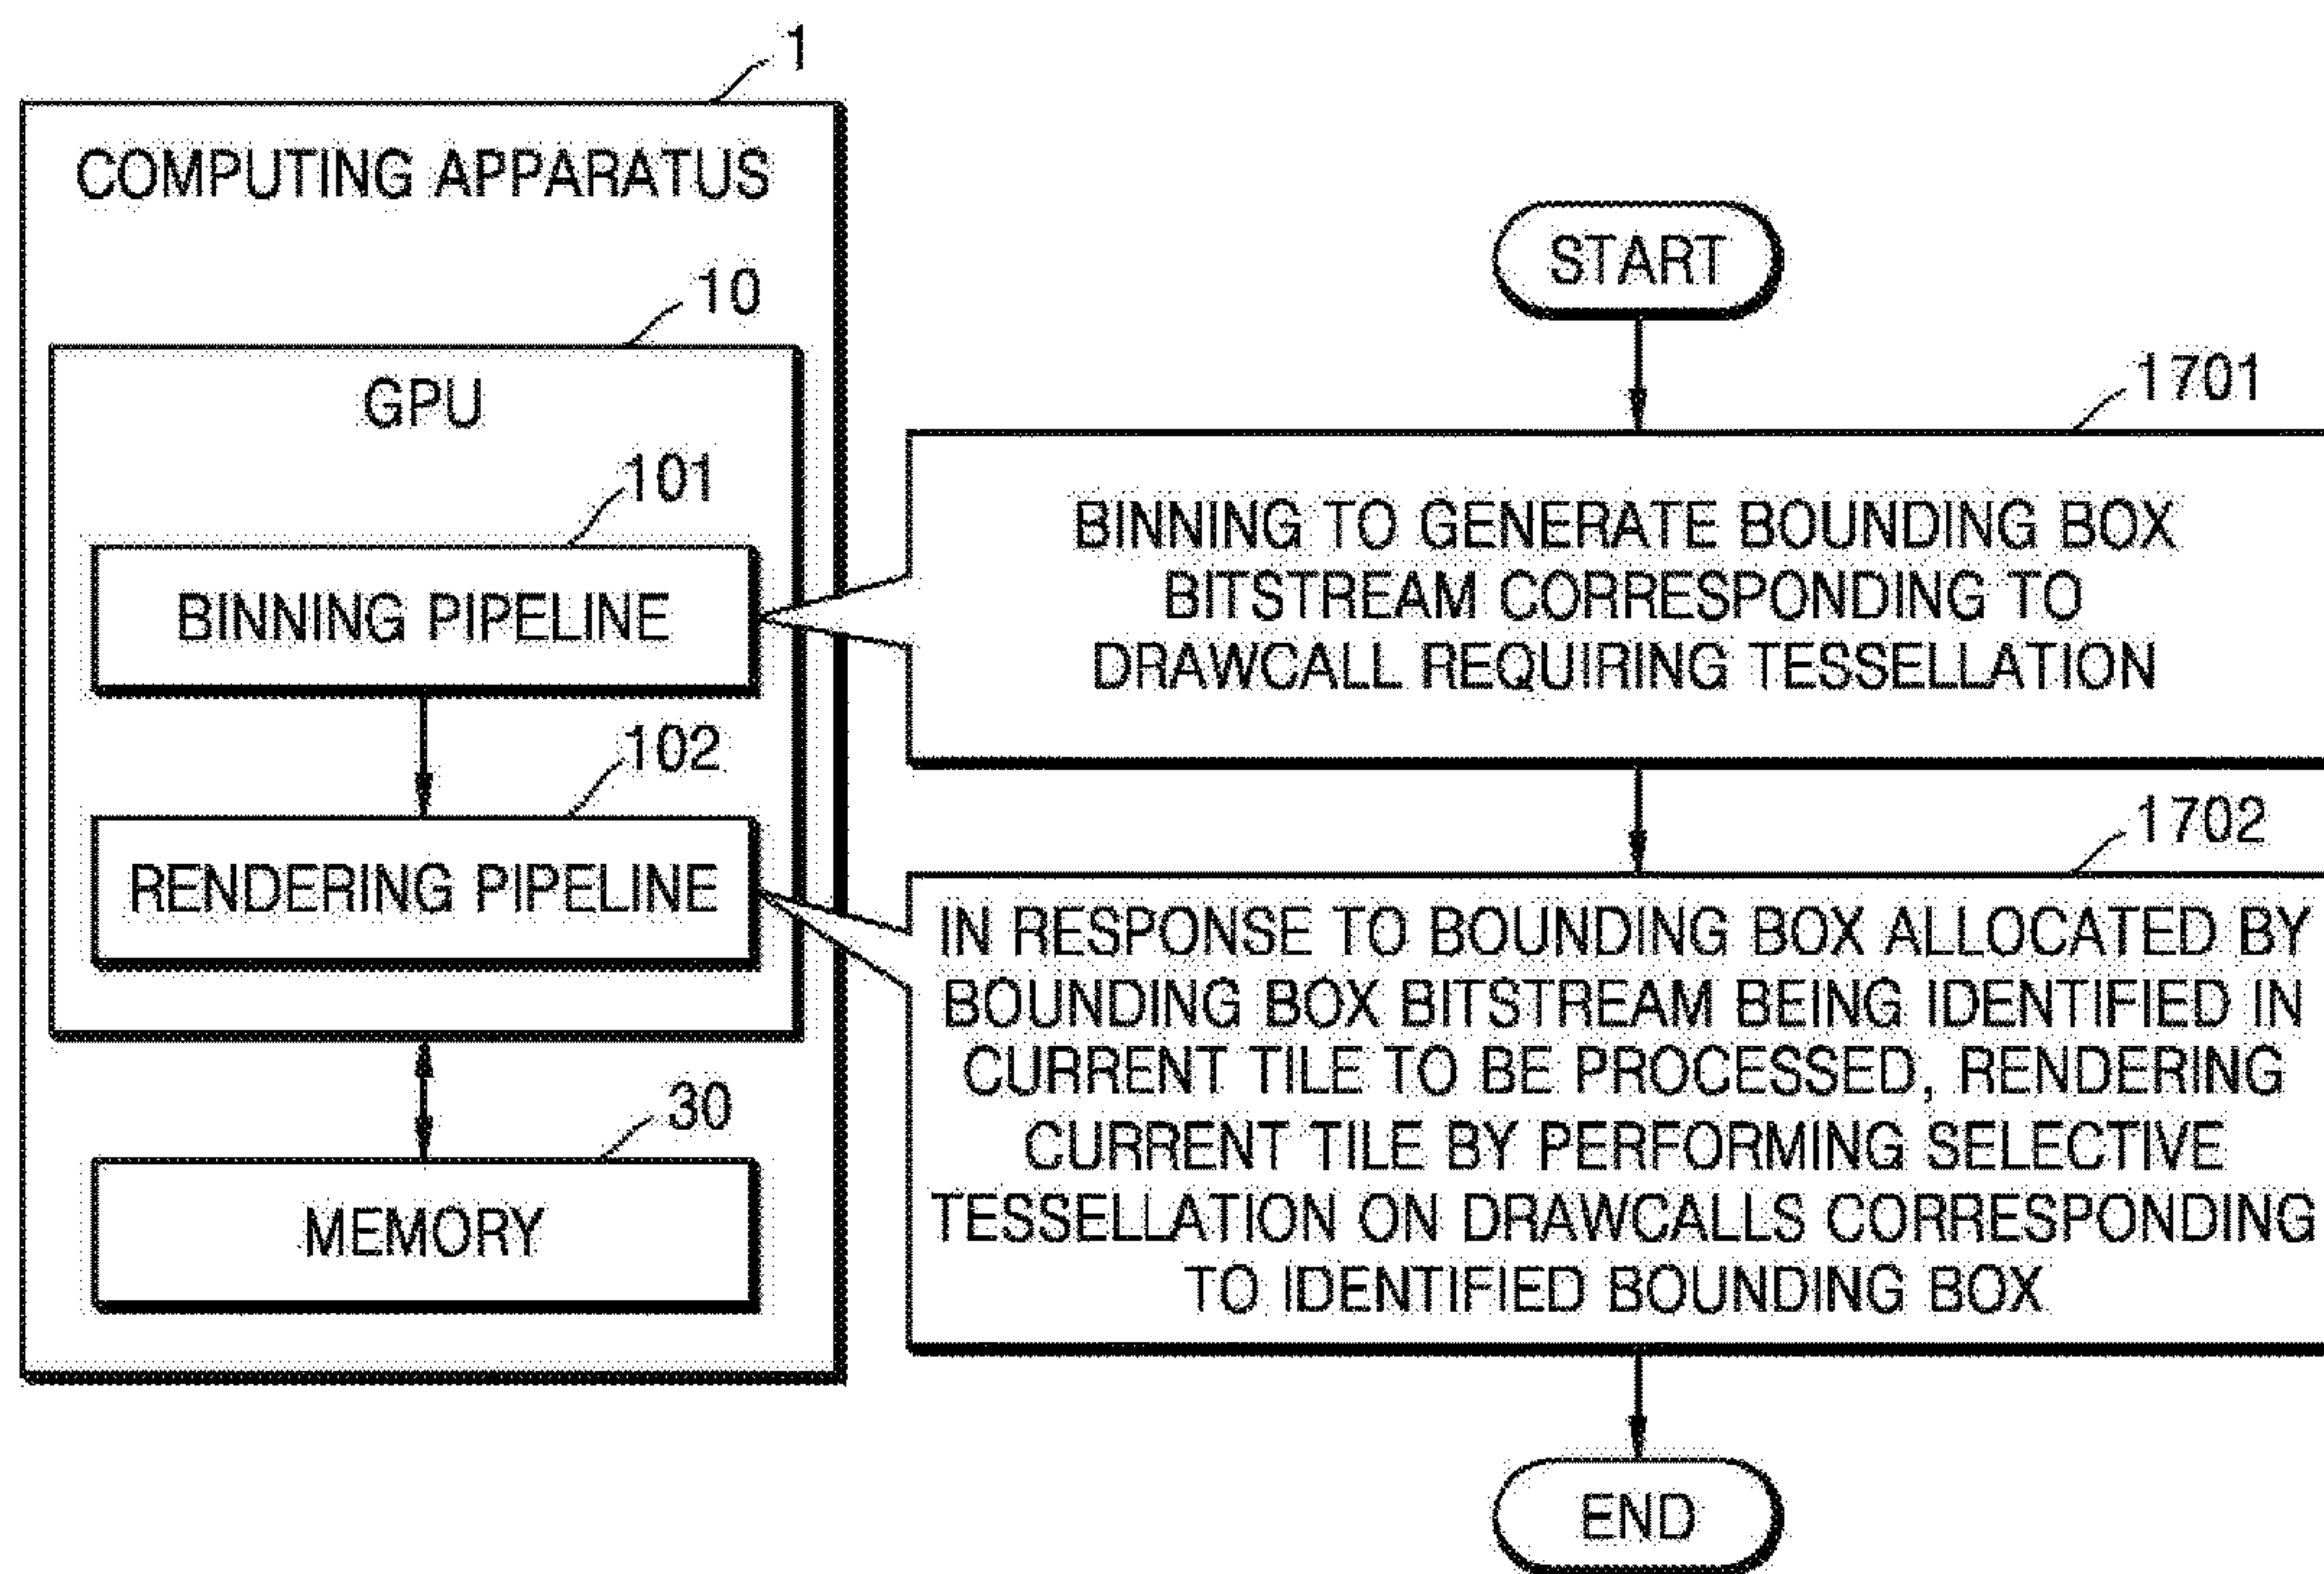 1
COMPUTING APPARATUS
10
GPU
101
BINNING PIPELINE
102
RENDERING PIPELINE
30
MEMORY
START
1701
BINNING TO GENERATE BOUNDING BOX
BITSTREAM CORRESPONDING TO
DRAWCALL REQUIRING TESSELLATION
1702
IN RESPONSE TO BOUNDING BOX ALLOCATED BY
BOUNDING BOX BITSTREAM BEING IDENTIFIED IN
CURRENT TILE TO BE PROCESSED, RENDERING
CURRENT TILE BY PERFORMING SELECTIVE
TESSELLATION ON DRAWCALLS CORRESPONDING
TO IDENTIFIED BOUNDING BOX
END